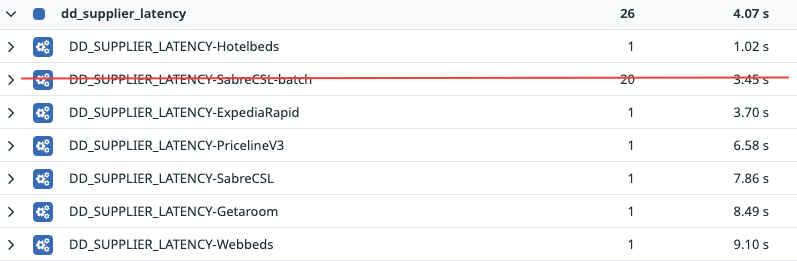 dd_supplier_latency 26 4.07 s
DD_SUPPLIER_LATENCY-Hotelbeds 1 1.02 s
DD_SUPPLIER_LATENCY-SabreCSL-batch 20 3.45 s
DD_SUPPLIER_LATENCY-ExpediaRapid 1 3.70 s
DD_SUPPLIER_LATENCY-PricelineV3 1 6.58 s
DD_SUPPLIER_LATENCY-SabreCSL 1 7.86 s
DD_SUPPLIER_LATENCY-Getaroom 1 8.49 s
DD_SUPPLIER_LATENCY-Webbeds 1 9.10 s